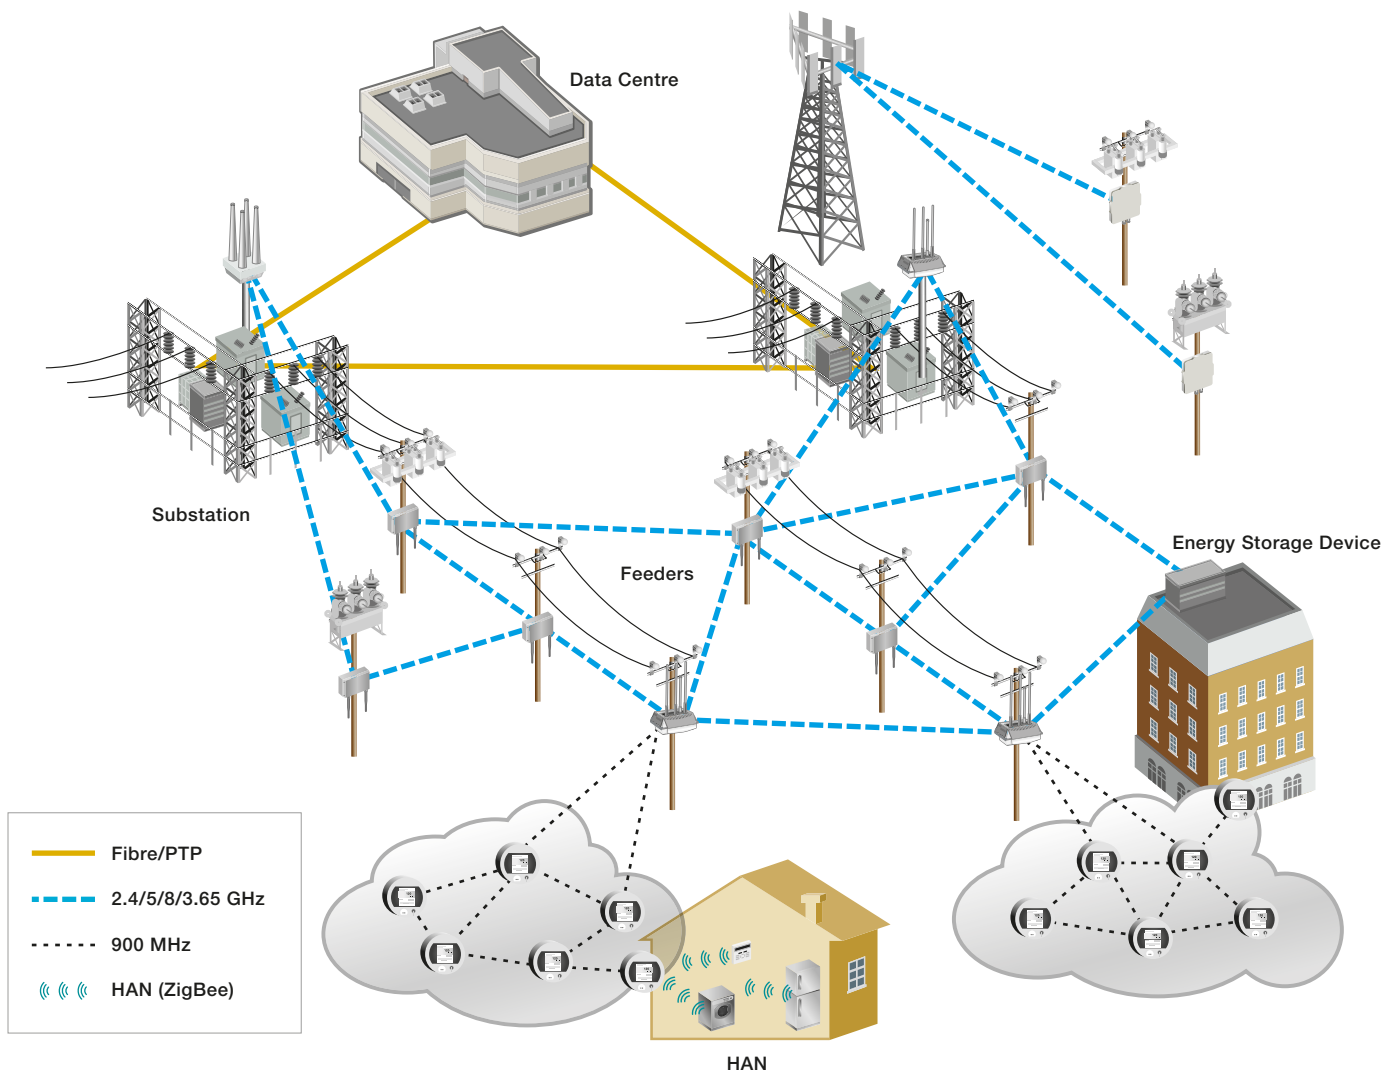 Data Centre
Substation
Feeders
Energy Storage Device
Fibre/PTP
2.4/5/8/3.65 GHz
900 MHz
HAN (ZigBee)
HAN